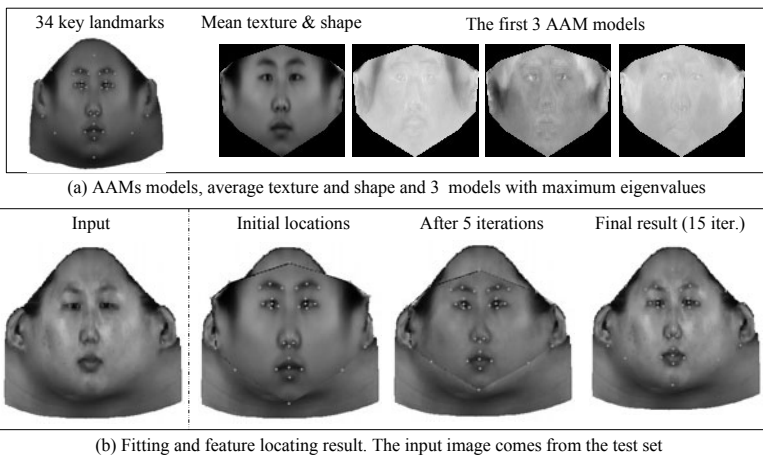 34 key landmarks
Mean texture & shape
The first 3 AAM models
(a) AAMs models, average texture and shape and 3 models with maximum eigenvalues
Input
Initial locations
After 5 iterations
Final result (15 iter.)
(b) Fitting and feature locating result. The input image comes from the test set